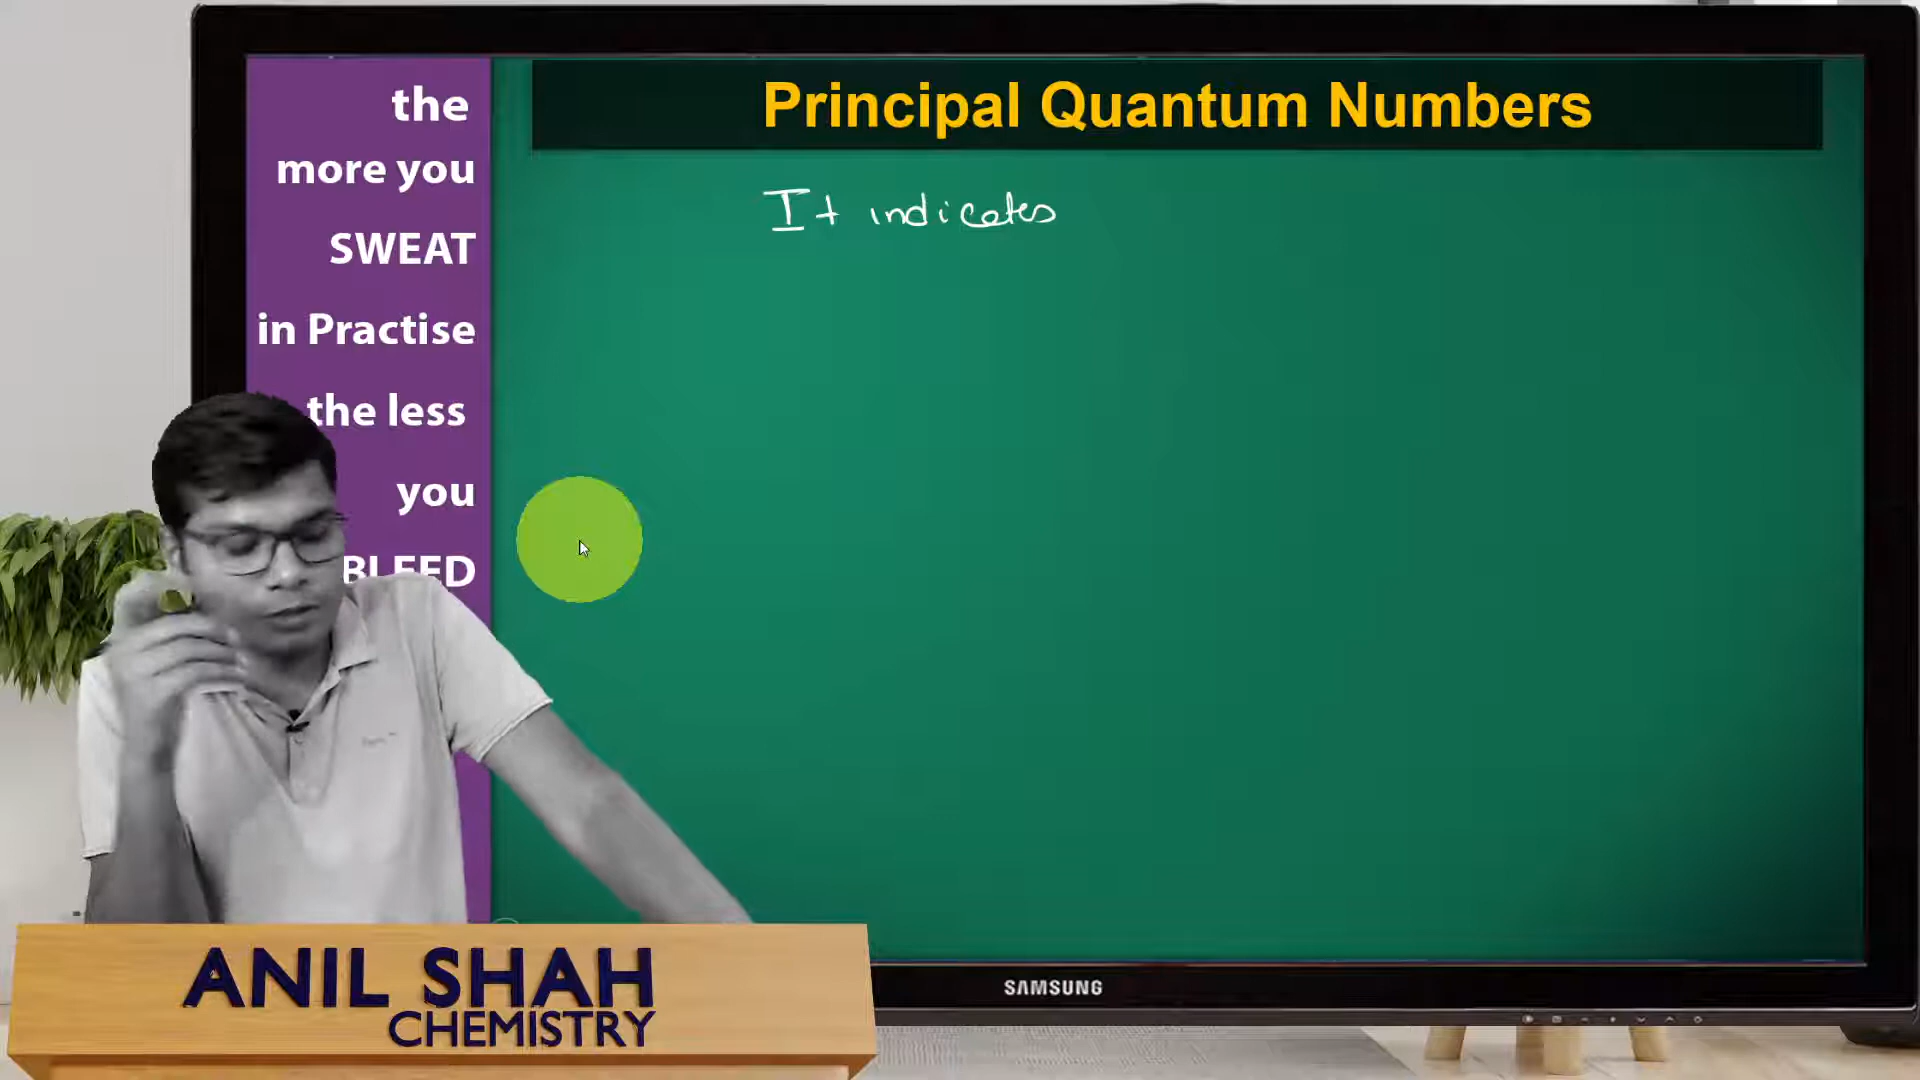 Principal Quantum Numbers
It indicates
the
more you
SWEAT
in Practise
the less
you
BLEED
ANIL SHAH
CHEMISTRY
SAMSUNG